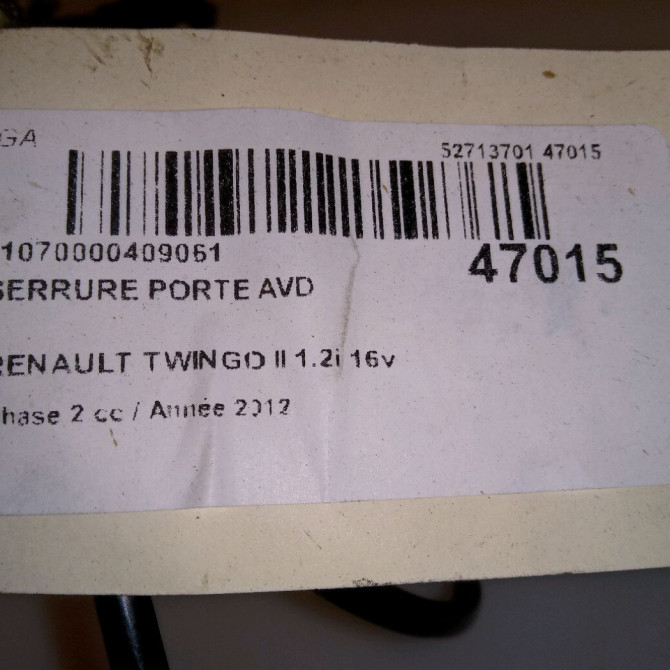 GA
52713701 47015
1070000409061
47015
SERRURE PORTE AVD
RENAULT TWINGO II 1.2i 16v
hase 2 cc / Année 2012